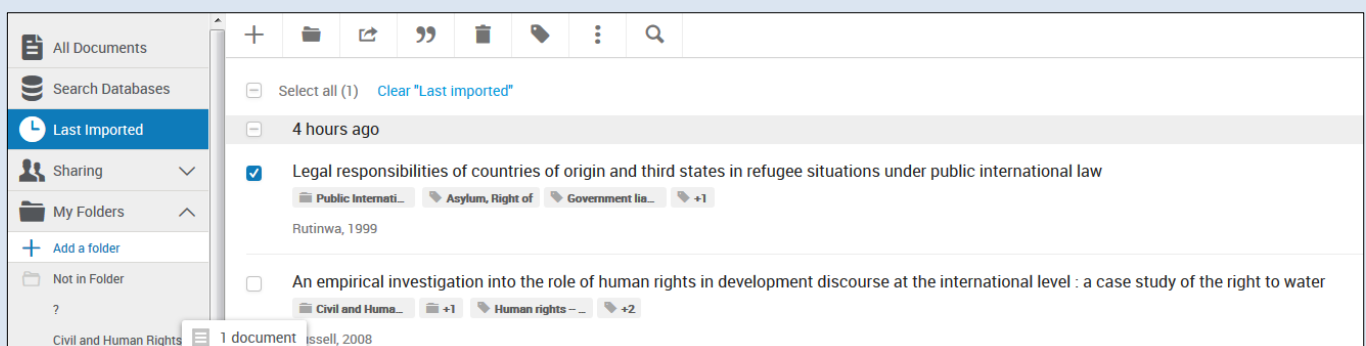 All Documents
Search Databases
Last Imported
Sharing
My Folders
Add a folder
Not in Folder
?
Civil and Human Rights
1 document
Select all (1) Clear "Last imported"
4 hours ago
Legal responsibilities of countries of origin and third states in refugee situations under public international law
Public Internati... Asylum, Right of Government lia... +1
Rutinwa, 1999
An empirical investigation into the role of human rights in development discourse at the international level : a case study of the right to water
Civil and Huma... +1 Human rights -- ... +2
ssell, 2008